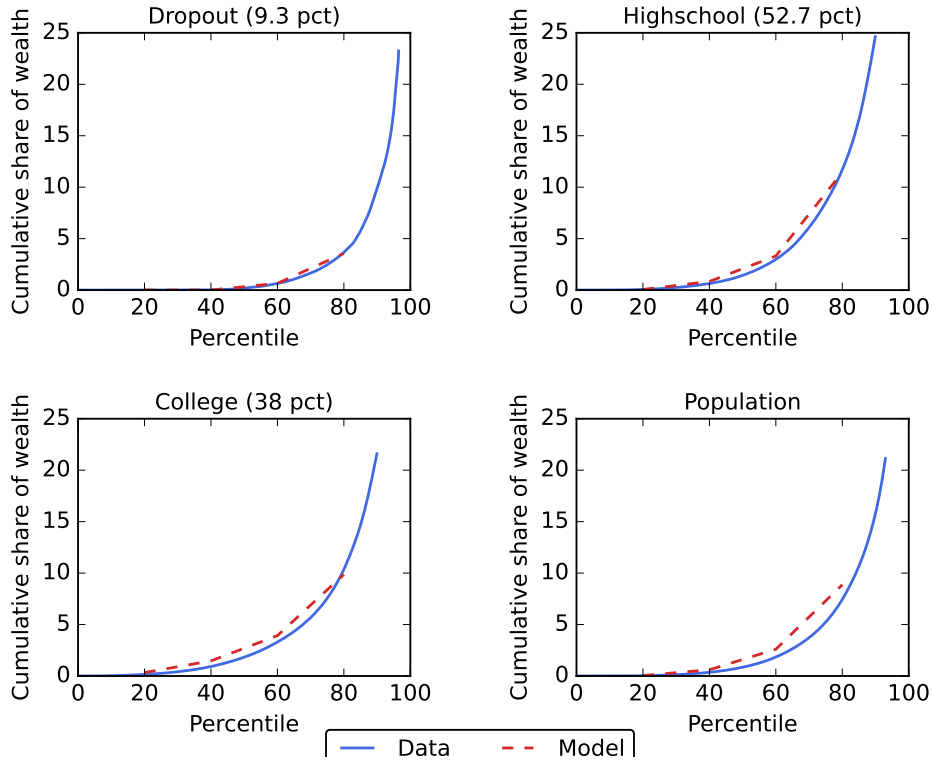 Dropout (9.3 pct)
Cumulative share of wealth
25
20
15
10
5
0
0 20 40 60 80 100
Percentile
Highschool (52.7 pct)
Cumulative share of wealth
25
20
15
10
5
0
0 20 40 60 80 100
Percentile
College (38 pct)
Cumulative share of wealth
25
20
15
10
5
0
0 20 40 60 80 100
Percentile
Population
Cumulative share of wealth
25
20
15
10
5
0
0 20 40 60 80 100
Percentile
Data Model